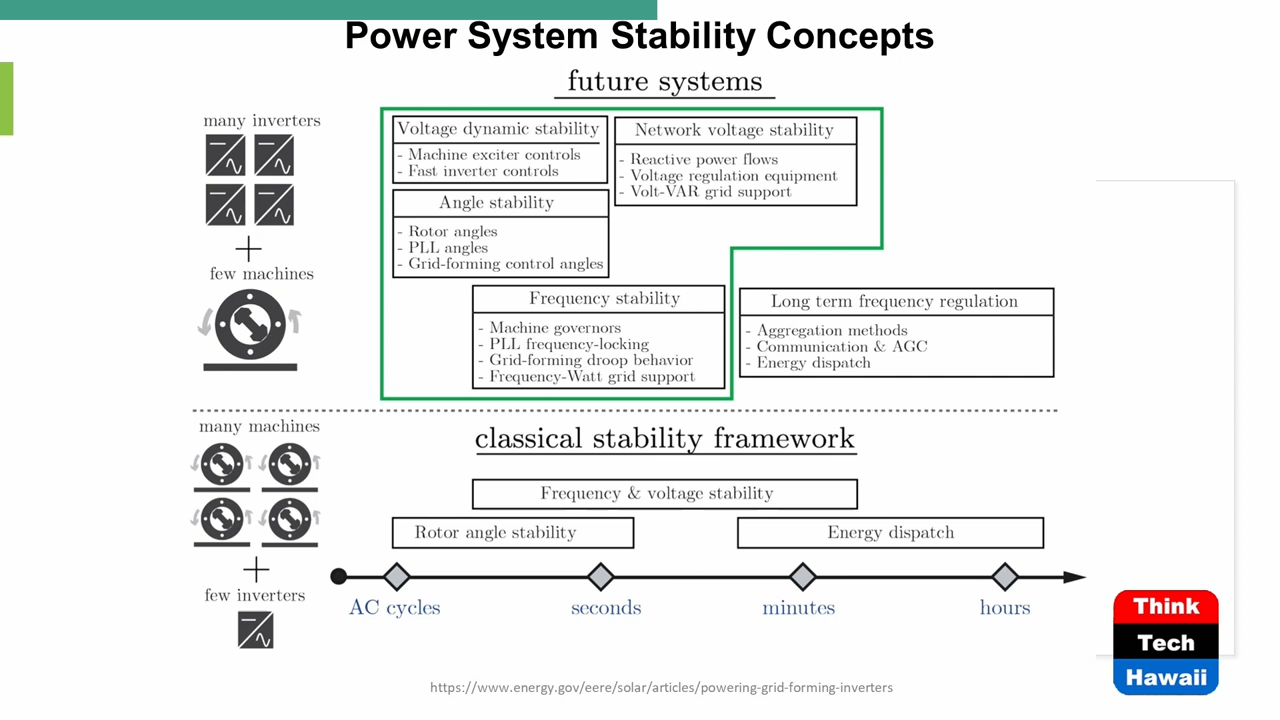 Power System Stability Concepts
future systems
many inverters
+
few machines
Voltage dynamic stability
- Machine exciter controls
- Fast inverter controls
Network voltage stability
- Reactive power flows
- Voltage regulation equipment
- Volt-VAR grid support
Angle stability
- Rotor angles
- PLL angles
- Grid-forming control angles
Frequency stability
- Machine governors
- PLL frequency-locking
- Grid-forming droop behavior
- Frequency-Watt grid support
Long term frequency regulation
- Aggregation methods
- Communication & AGC
- Energy dispatch
classical stability framework
many machines
+
few inverters
Frequency & voltage stability
Rotor angle stability
Energy dispatch
AC cycles
seconds
minutes
hours
Think
Tech
Hawaii
https://www.energy.gov/eere/solar/articles/powering-grid-forming-inverters